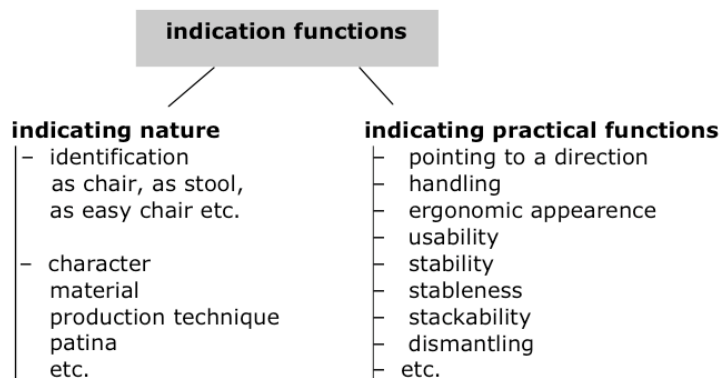 indication functions
indicating nature
– identification
as chair, as stool,
as easy chair etc.
– character
material
production technique
patina
etc.
indicating practical functions
– pointing to a direction
– handling
– ergonomic appearence
– usability
– stability
– stableness
– stackability
– dismantling
– etc.